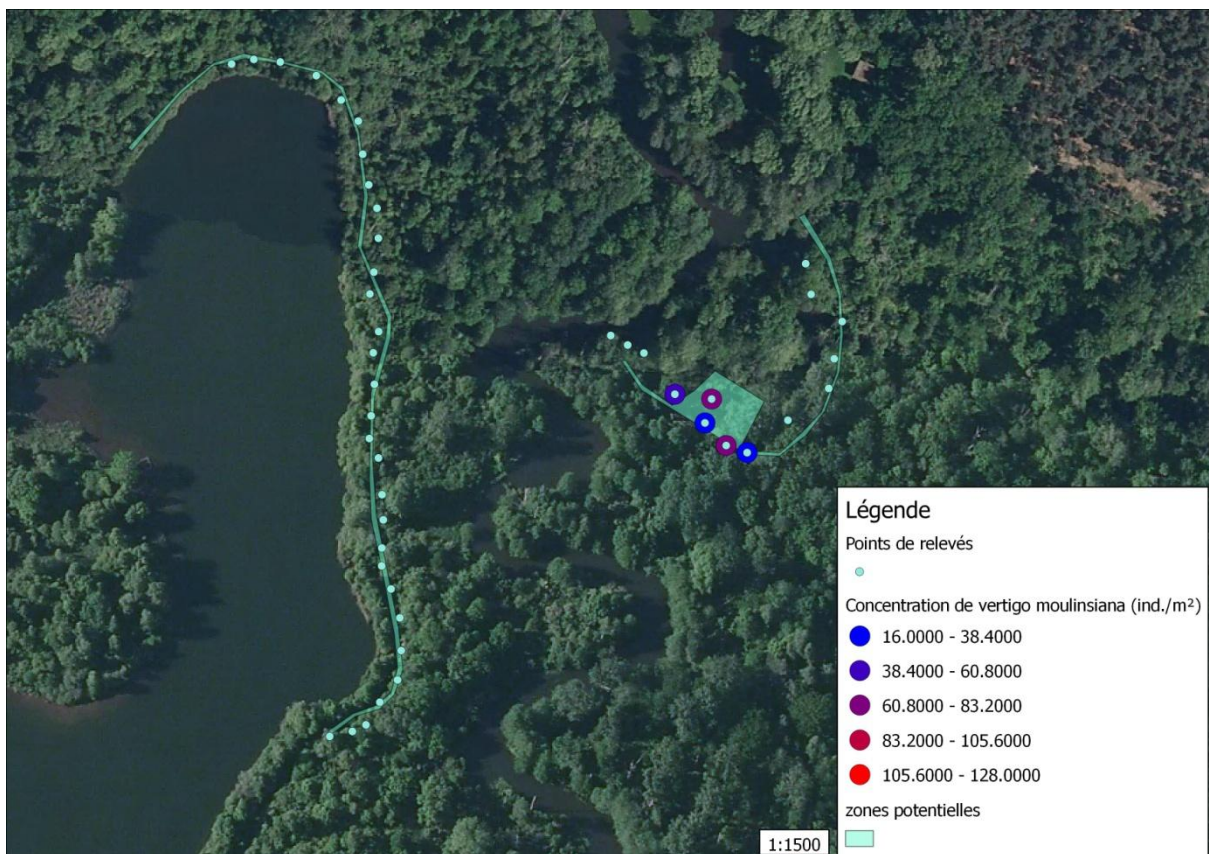 Légende
Points de relevés
Concentration de vertigo moulinsiana (ind./m²)
16.0000 - 38.4000
38.4000 - 60.8000
60.8000 - 83.2000
83.2000 - 105.6000
105.6000 - 128.0000
zones potentielles
1:1500